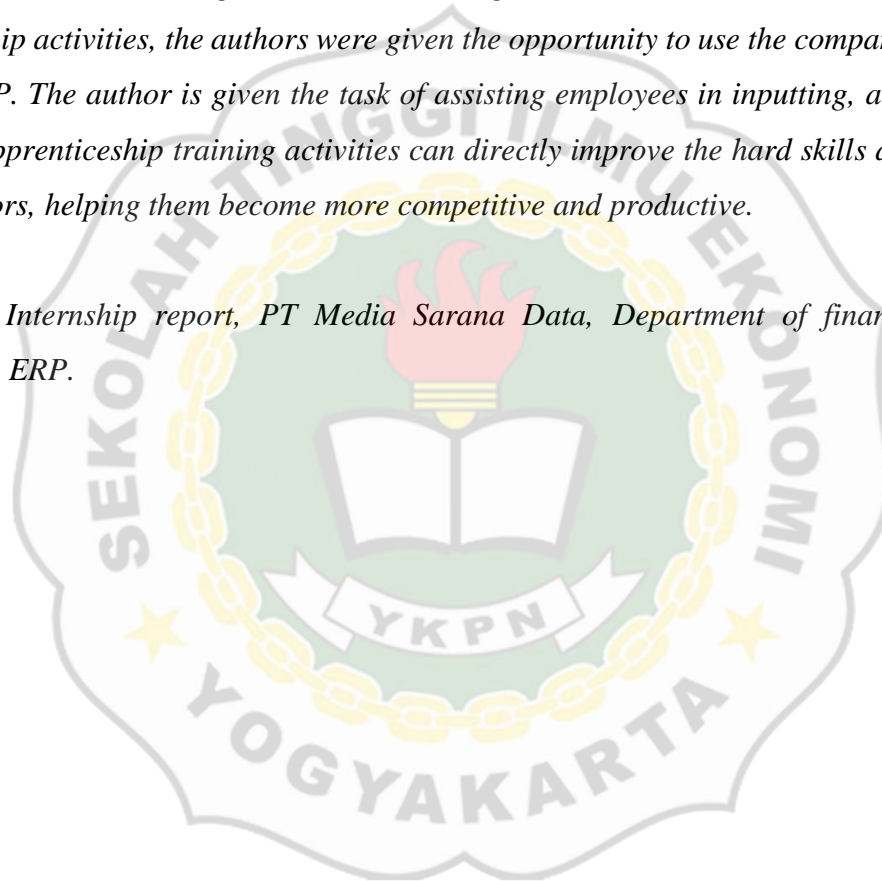 ip activities, the authors were given the opportunity to use the compa
P. The author is given the task of assisting employees in inputting, a
pprenticeship training activities can directly improve the hard skills
ors, helping them become more competitive and productive.
Internship report, PT Media Sarana Data, Department of finan
ERP.
SEKOLAH TINGGI ILMU EKONOMI
YKPN
YOGYAKARTA